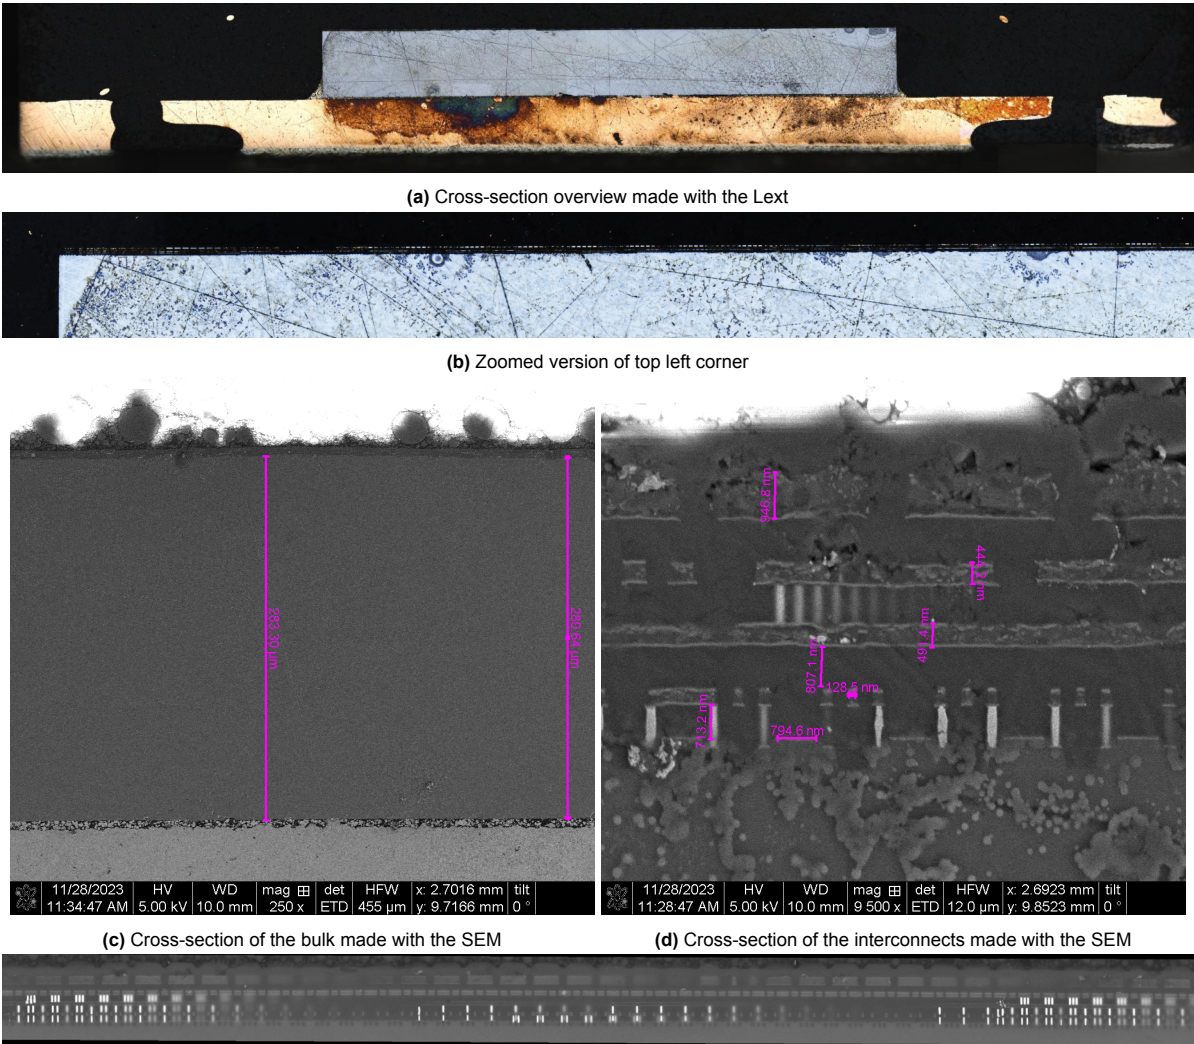 (a) Cross-section overview made with the Lext
(b) Zoomed version of top left corner
283.30 µm
280.64 µm
11/28/2023 HV WD mag ⊞ det HFW x: 2.7016 mm tilt
11:34:47 AM 5.00 kV 10.0 mm 250 x ETD 455 µm y: 9.7166 mm 0 °
946.8 nm
444.2 nm
491.4 nm
807.1 nm
128.5 nm
713.2 nm
794.6 nm
11/28/2023 HV WD mag ⊞ det HFW x: 2.6923 mm tilt
11:28:47 AM 5.00 kV 10.0 mm 9 500 x ETD 12.0 µm y: 9.8523 mm 0 °
(c) Cross-section of the bulk made with the SEM
(d) Cross-section of the interconnects made with the SEM